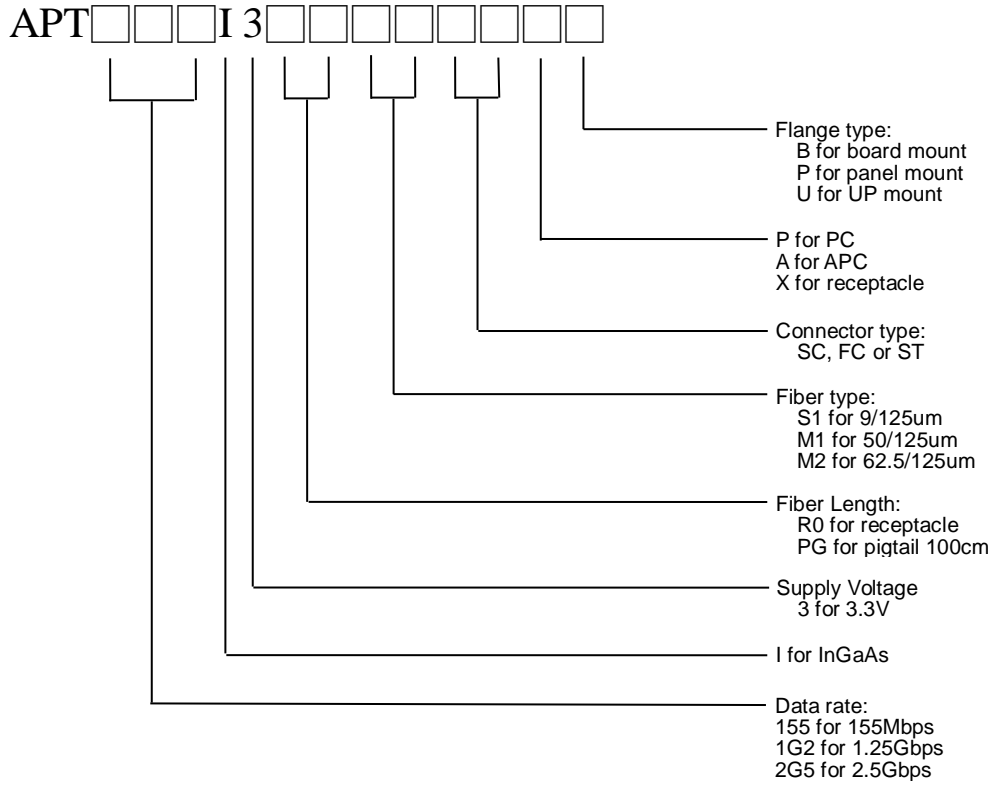 APT□□□I 3□□□□□□□□
Flange type:
B for board mount
P for panel mount
U for UP mount
P for PC
A for APC
X for receptacle
Connector type:
SC, FC or ST
Fiber type:
S1 for 9/125um
M1 for 50/125um
M2 for 62.5/125um
Fiber Length:
R0 for receptacle
PG for pigtail 100cm
Supply Voltage
3 for 3.3V
I for InGaAs
Data rate:
155 for 155Mbps
1G2 for 1.25Gbps
2G5 for 2.5Gbps